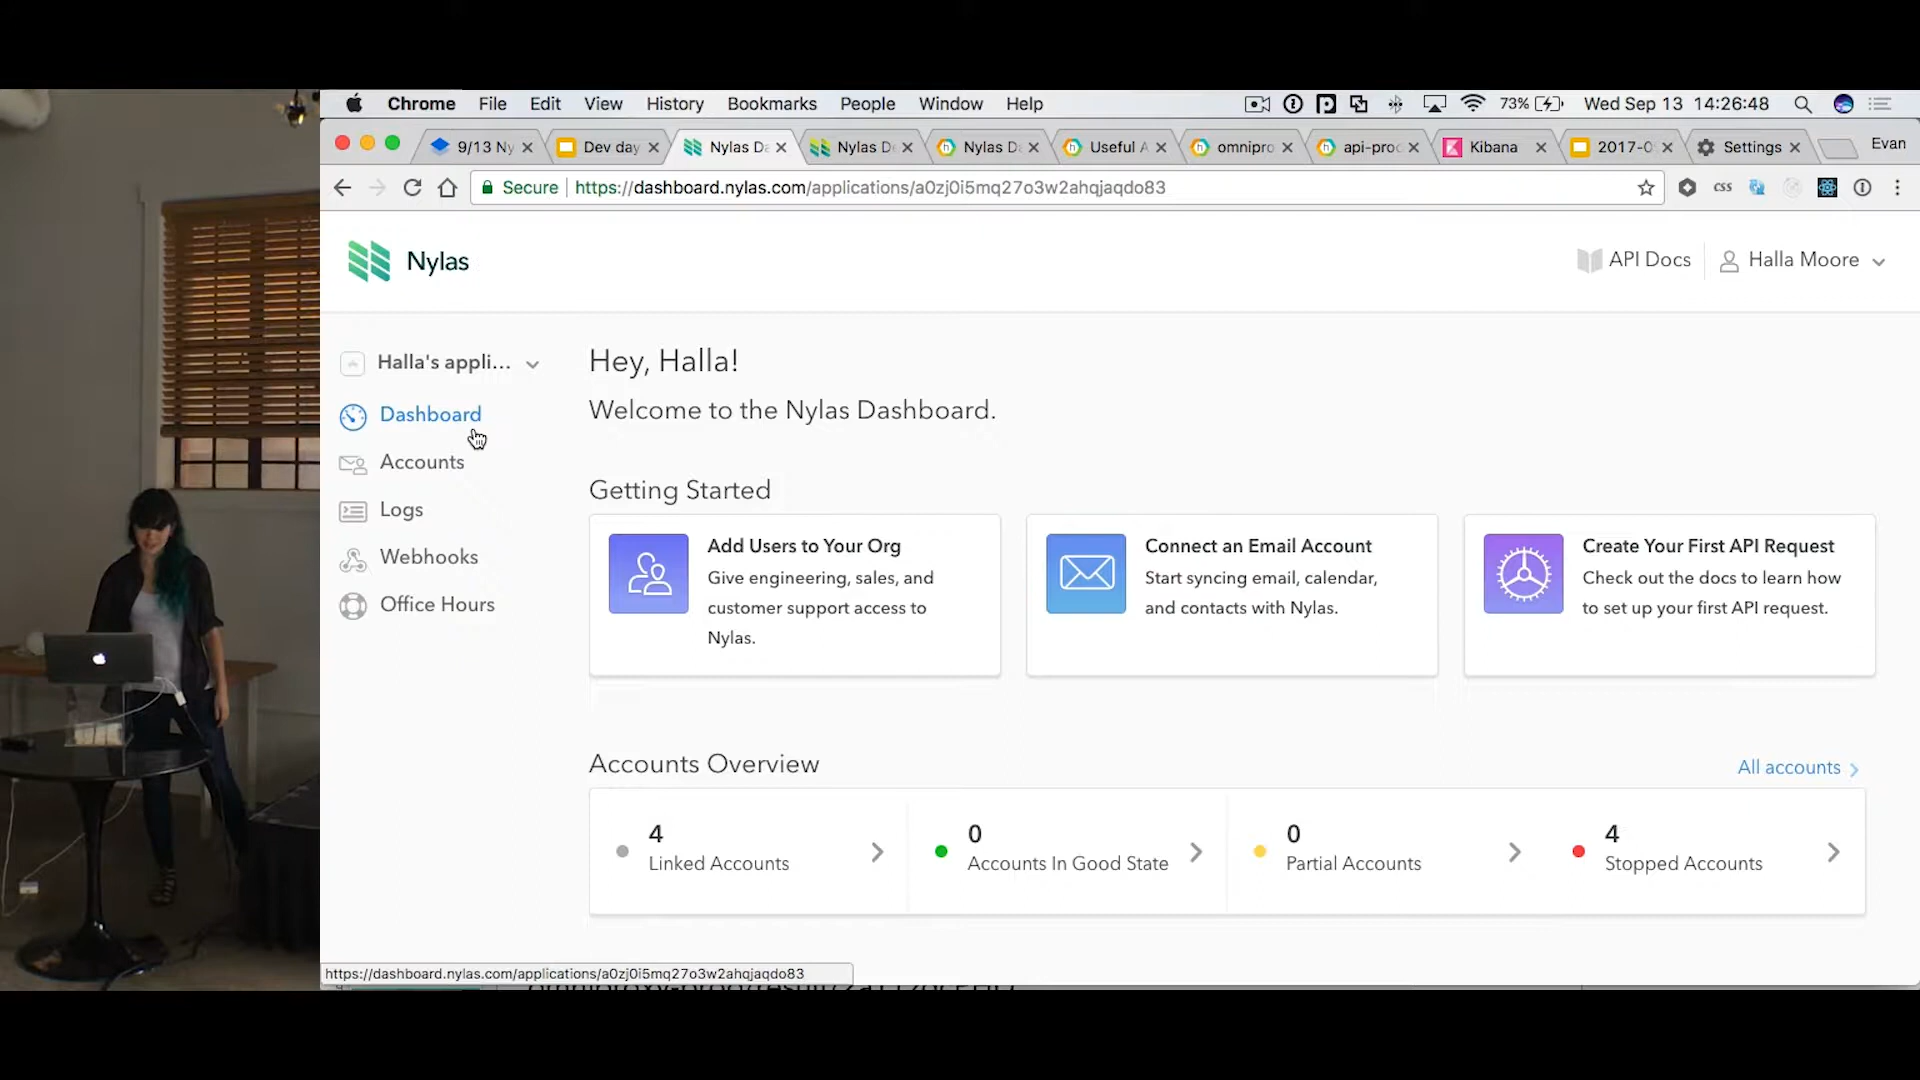 Chrome File Edit View History Bookmarks People Window Help 73% Wed Sep 13 14:26:48
9/13 Ny Dev day Nylas Da Nylas D Nylas D Useful A omnipro api-proc Kibana 2017-0 Settings Evan
Secure https://dashboard.nylas.com/applications/a0zj0i5mq27o3w2ahqjaqdo83 CSS
Nylas
API Docs Halla Moore
Halla's appli...
Dashboard
Accounts
Logs
Webhooks
Office Hours
Hey, Halla!
Welcome to the Nylas Dashboard.
Getting Started
Add Users to Your Org
Give engineering, sales, and
customer support access to
Nylas.
Connect an Email Account
Start syncing email, calendar,
and contacts with Nylas.
Create Your First API Request
Check out the docs to learn how
to set up your first API request.
Accounts Overview
All accounts
4
Linked Accounts
0
Accounts In Good State
0
Partial Accounts
4
Stopped Accounts
https://dashboard.nylas.com/applications/a0zj0i5mq27o3w2ahqjaqdo83